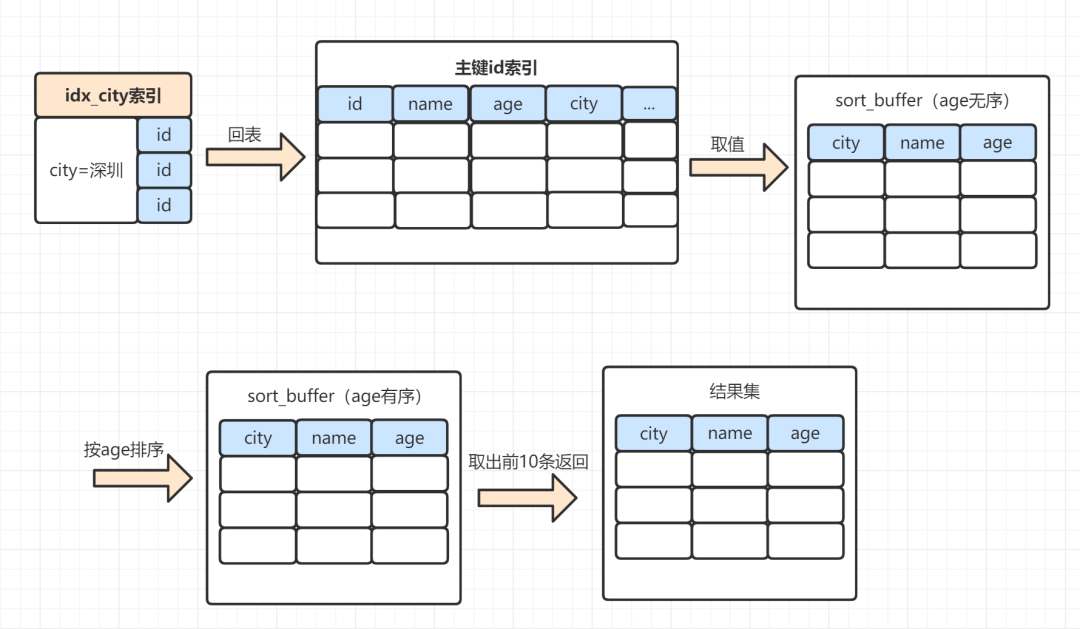 idx_city索引
city=深圳
id
id
id
回表
主键id索引
id name age city ...
取值
sort_buffer（age无序）
city name age
按age排序
sort_buffer（age有序）
city name age
取出前10条返回
结果集
city name age